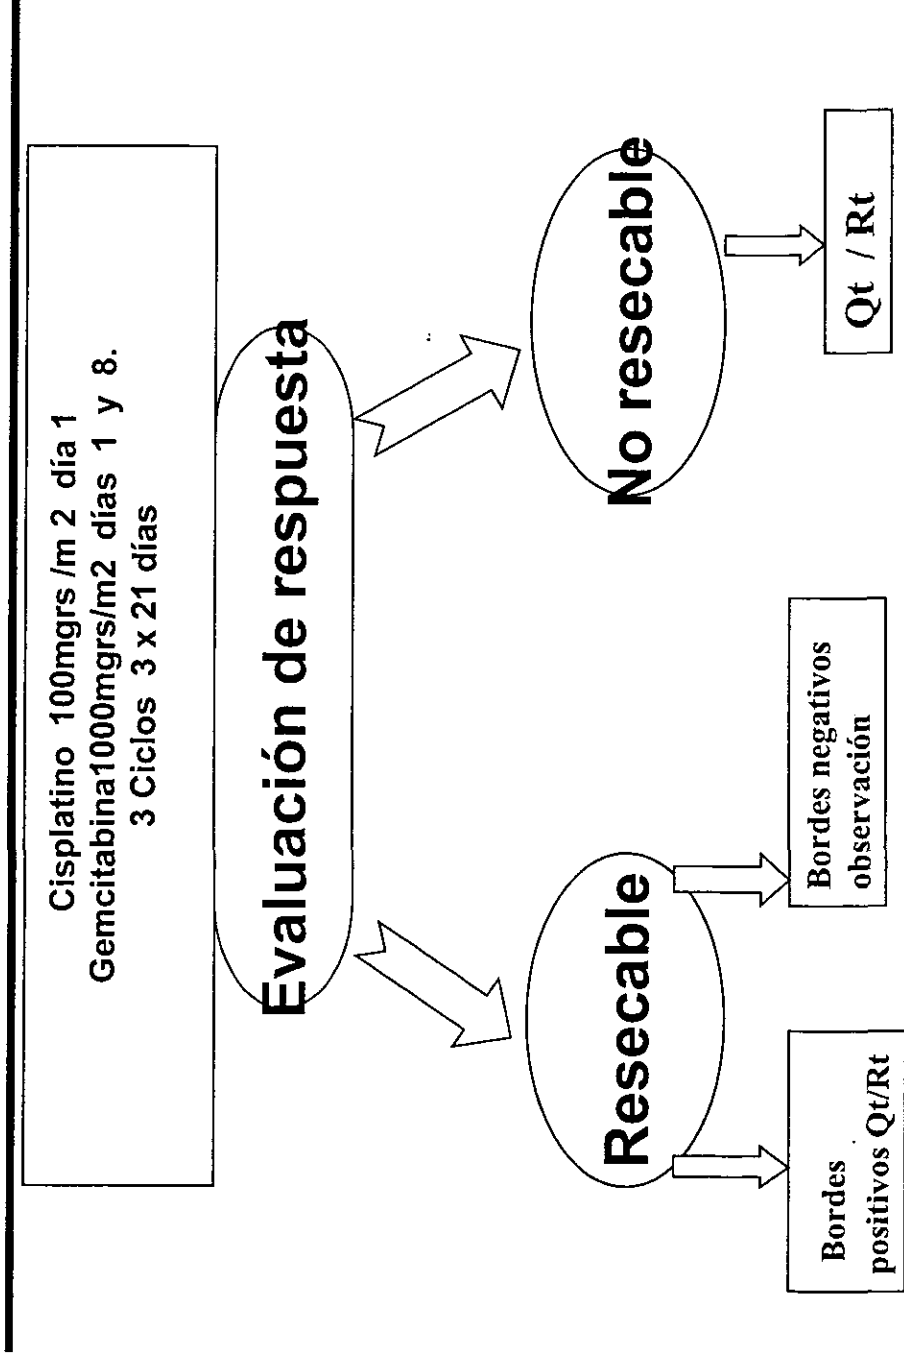 Cisplatino 100mgrs /m 2 día 1
Gemcitabina1000mgrs/m2 días 1 y 8.
3 Ciclos 3 x 21 días
Evaluación de respuesta
Resecable
No resecable
Bordes
positivos Qt/Rt
Bordes negativos
observación
Qt / Rt